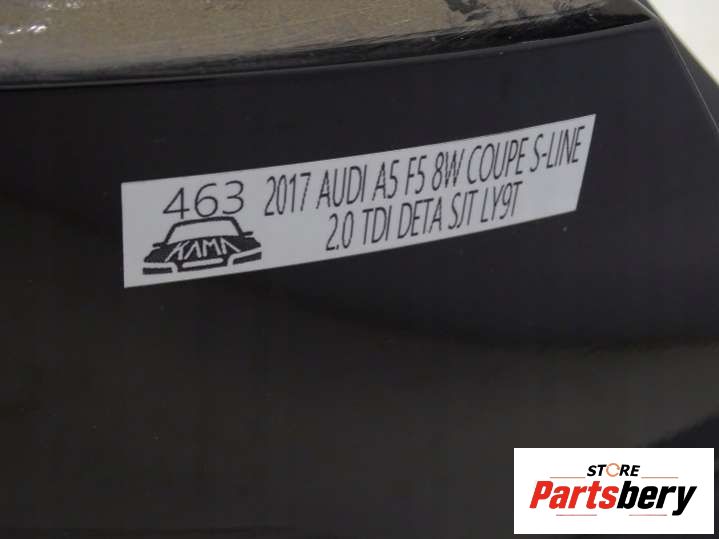 463
KAMA
2017 AUDI A5 F5 8W COUPE S-LINE
2.0 TDI DETA SJT LY9T
STORE
Partsbery